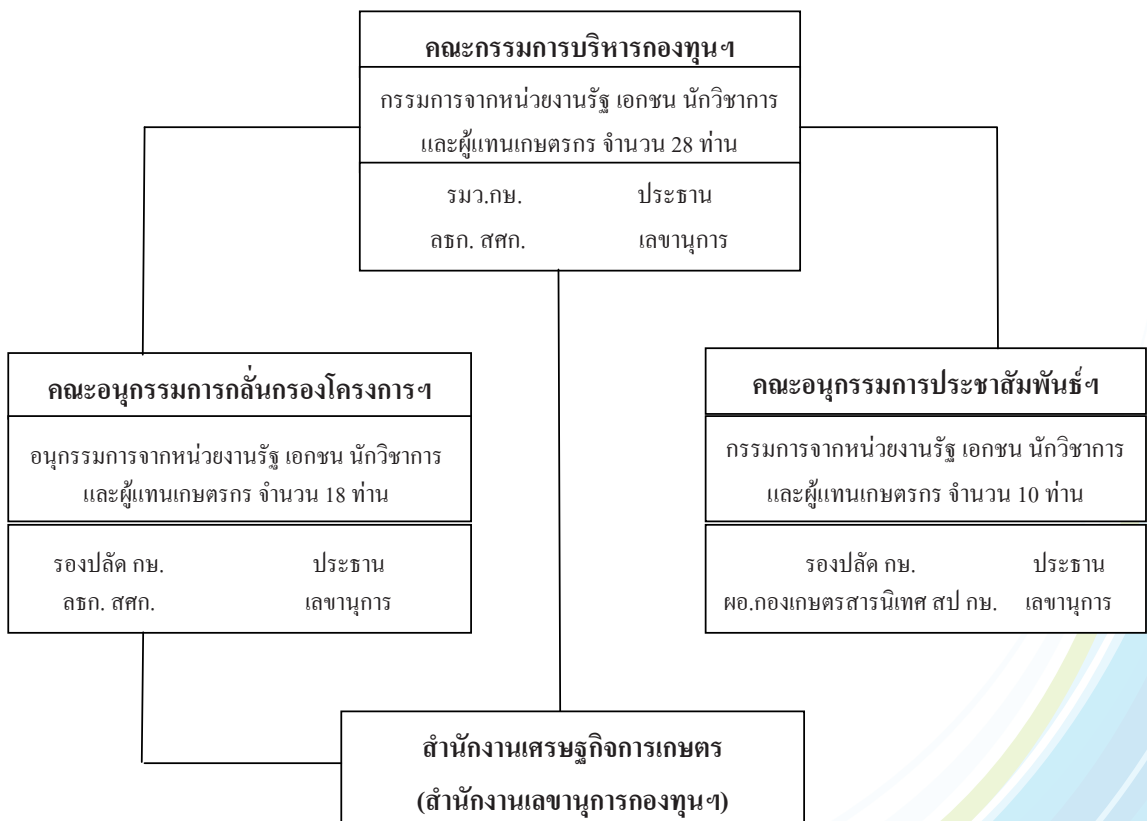 คณะกรรมการบริหารกองทุนฯ
กรรมการจากหน่วยงานรัฐ เอกชน นักวิชาการ
และผู้แทนเกษตรกร จำนวน 28 ท่าน
รมว.กษ. ประธาน
ลธก. สศก. เลขานุการ
คณะอนุกรรมการกลั่นกรองโครงการฯ
อนุกรรมการจากหน่วยงานรัฐ เอกชน นักวิชาการ
และผู้แทนเกษตรกร จำนวน 18 ท่าน
รองปลัด กษ. ประธาน
ลธก. สศก. เลขานุการ
คณะอนุกรรมการประชาสัมพันธ์ฯ
กรรมการจากหน่วยงานรัฐ เอกชน นักวิชาการ
และผู้แทนเกษตรกร จำนวน 10 ท่าน
รองปลัด กษ. ประธาน
ผอ.กองเกษตรสารนิเทศ สป กษ. เลขานุการ
สำนักงานเศรษฐกิจการเกษตร
(สำนักงานเลขานุการกองทุนฯ)